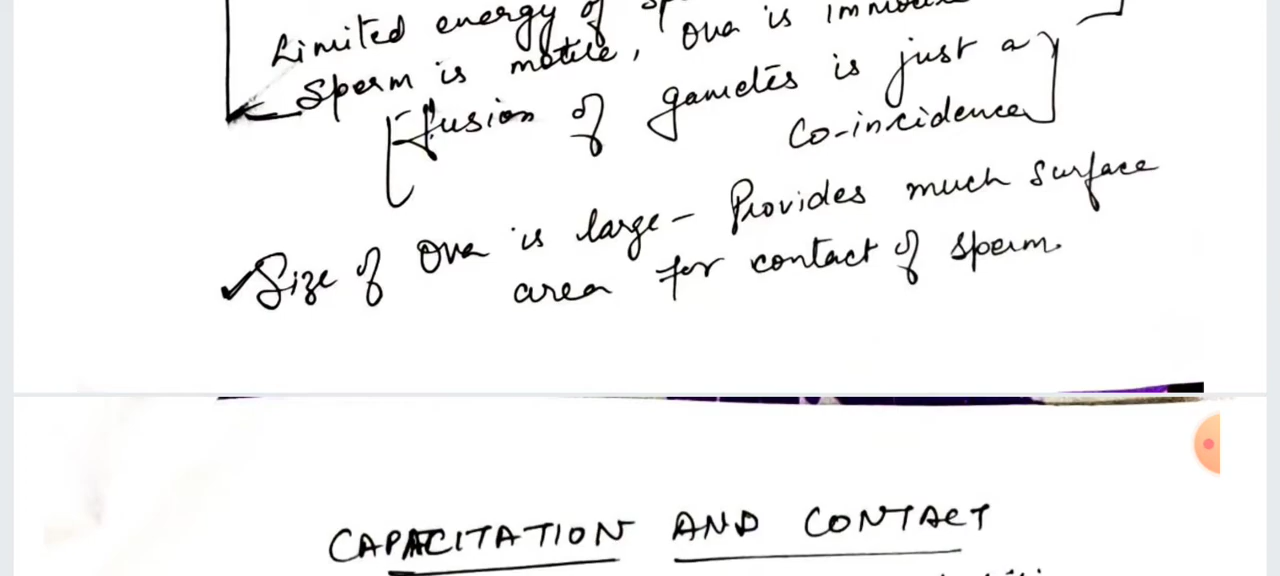 Limited energy of
Sperm is motile, Ova is
[fusion of gametes is just a
Co-incidence]
✓ Size of Ova is large - Provides much surface
area for contact of sperm.
CAPACITATION AND CONTACT